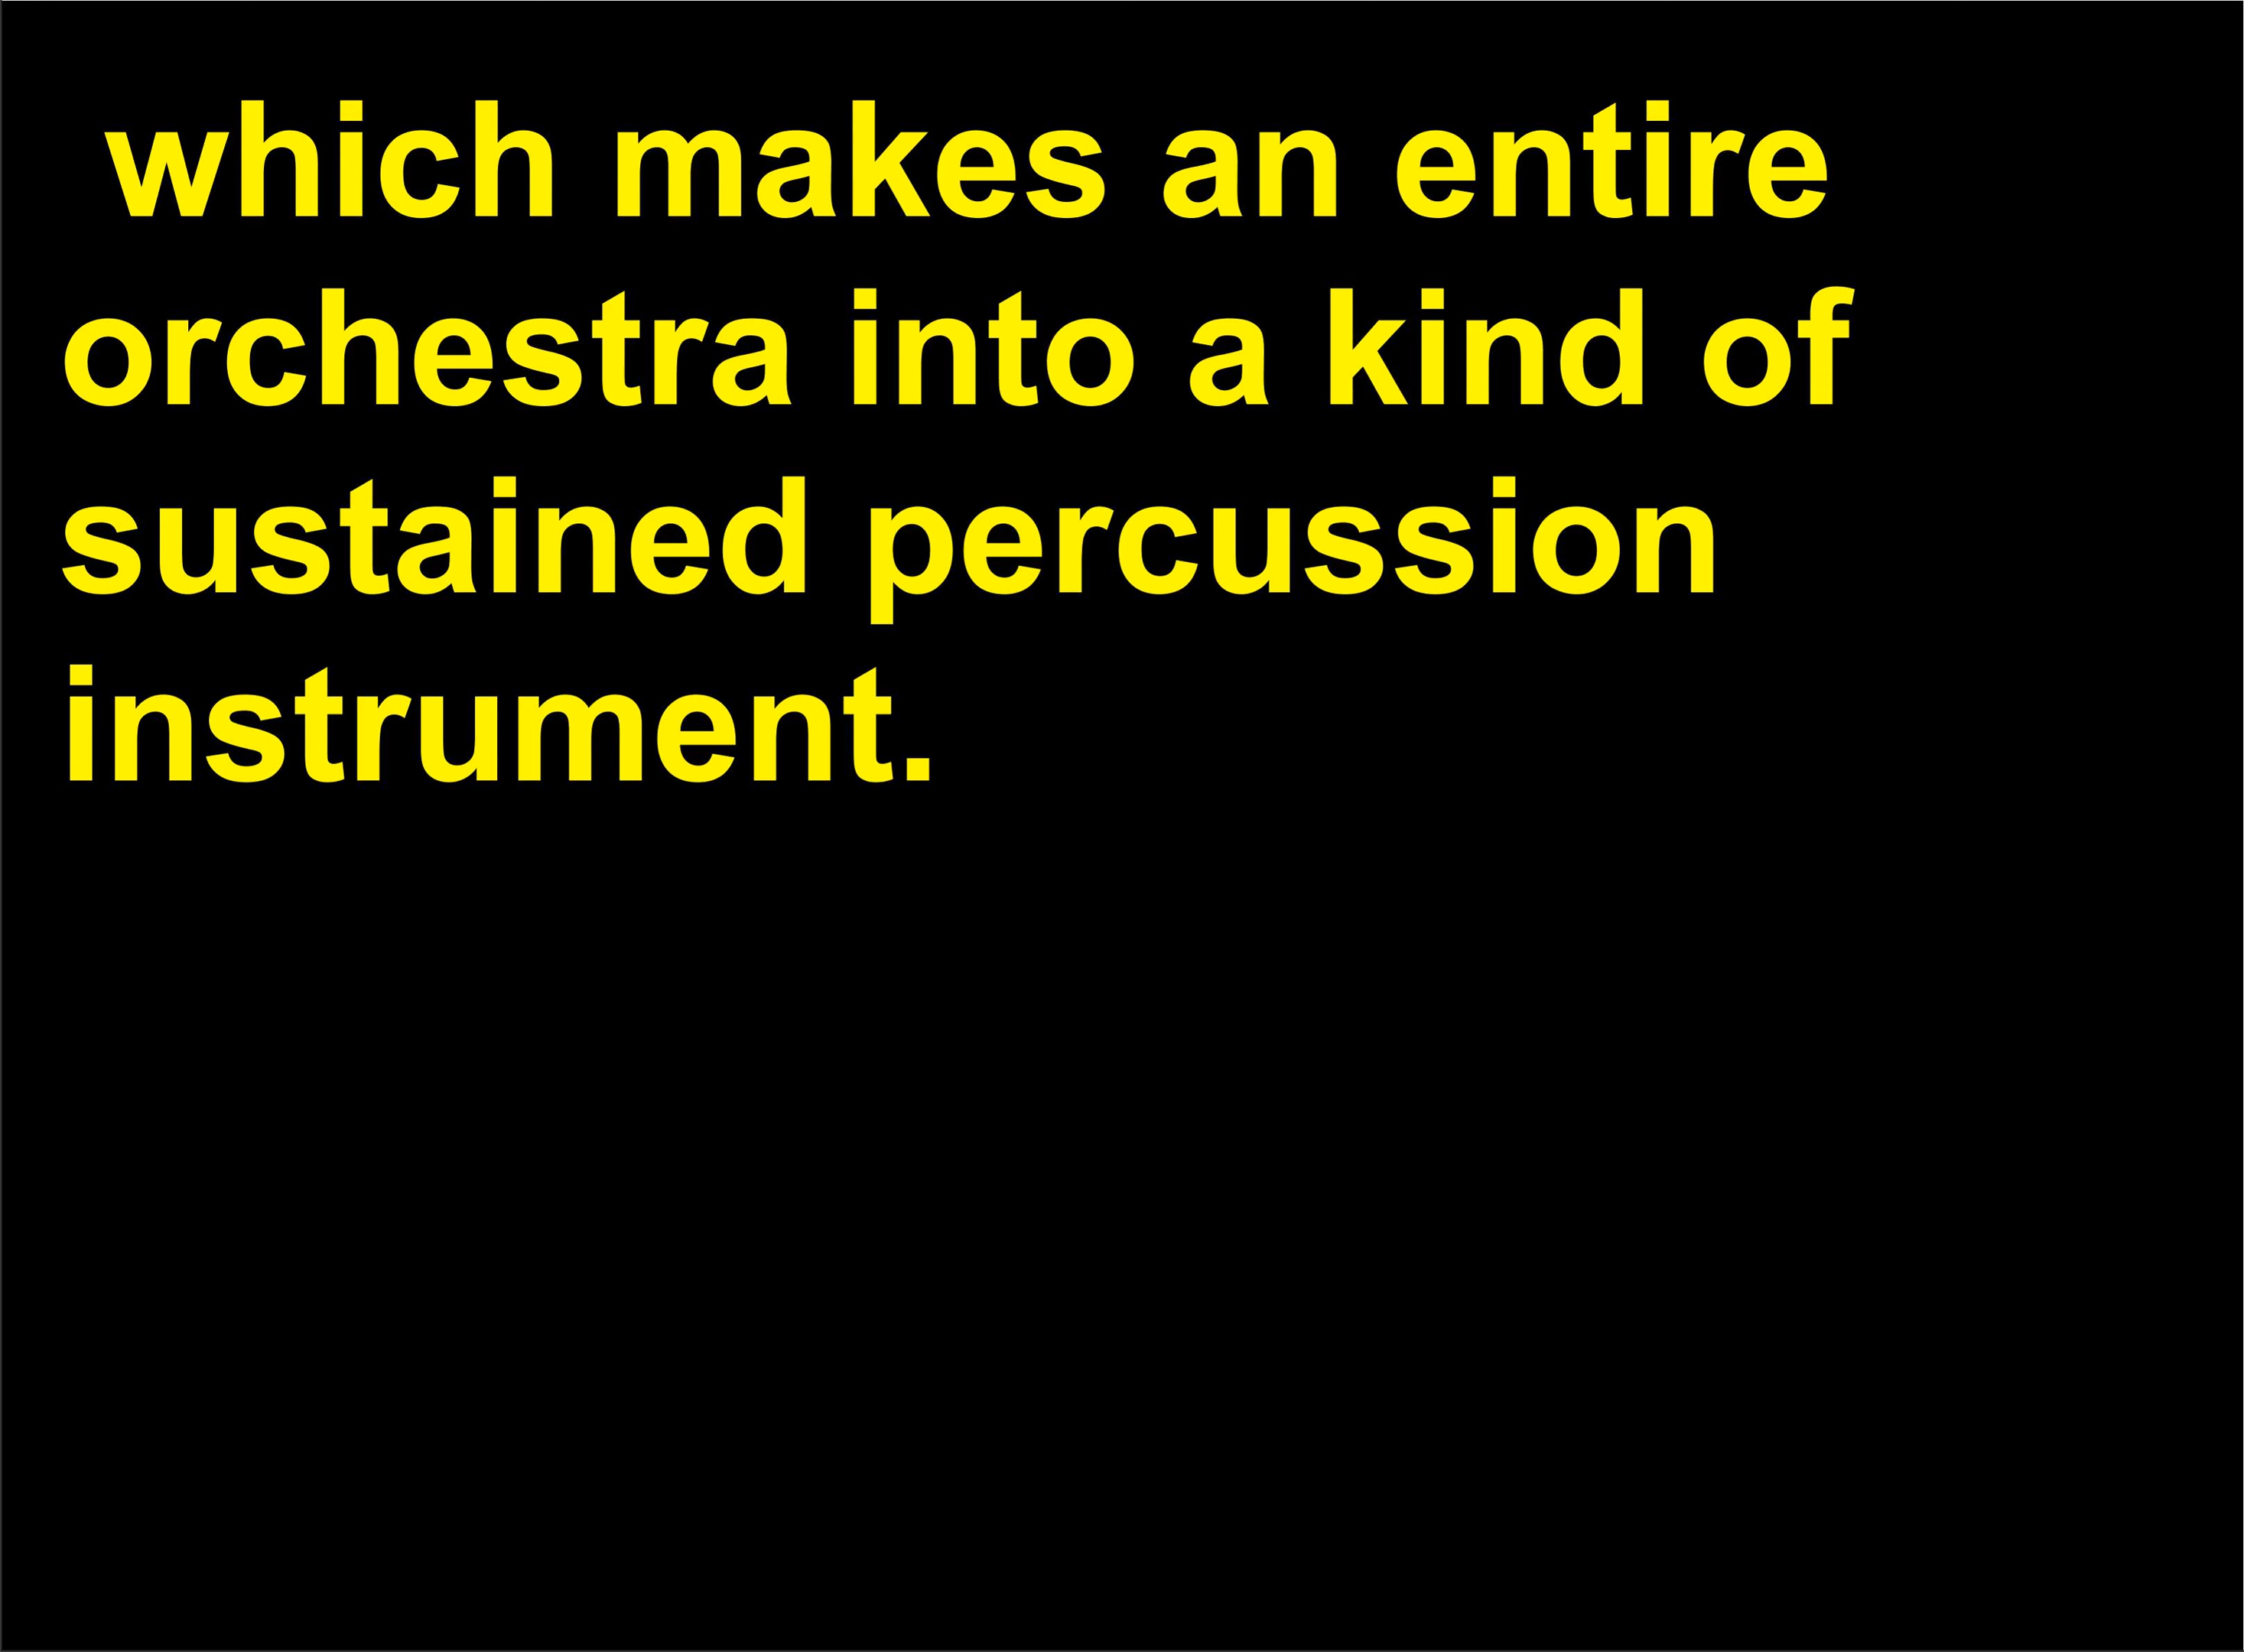 which makes an entire
orchestra into a kind of
sustained percussion
instrument.